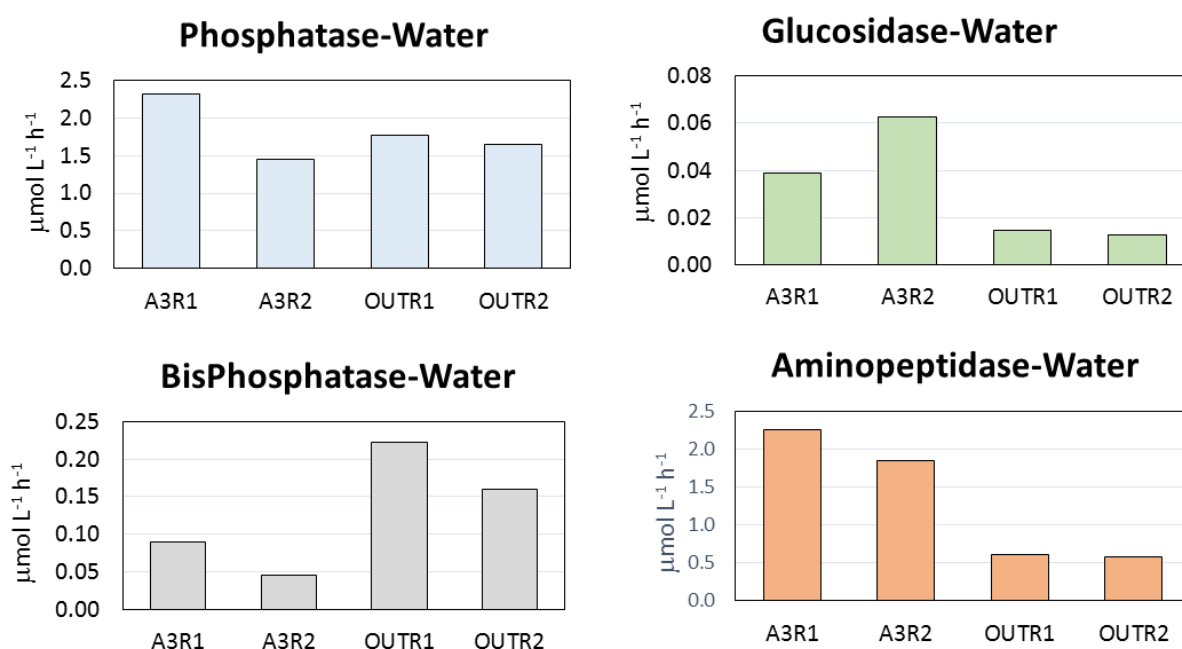 Phosphatase-Water
μmol L⁻¹ h⁻¹
2.5
2.0
1.5
1.0
0.5
0.0
A3R1 A3R2 OUTR1 OUTR2
Glucosidase-Water
μmol L⁻¹ h⁻¹
0.08
0.06
0.04
0.02
0.00
A3R1 A3R2 OUTR1 OUTR2
BisPhosphatase-Water
μmol L⁻¹ h⁻¹
0.25
0.20
0.15
0.10
0.05
0.00
A3R1 A3R2 OUTR1 OUTR2
Aminopeptidase-Water
μmol L⁻¹ h⁻¹
2.5
2.0
1.5
1.0
0.5
0.0
A3R1 A3R2 OUTR1 OUTR2